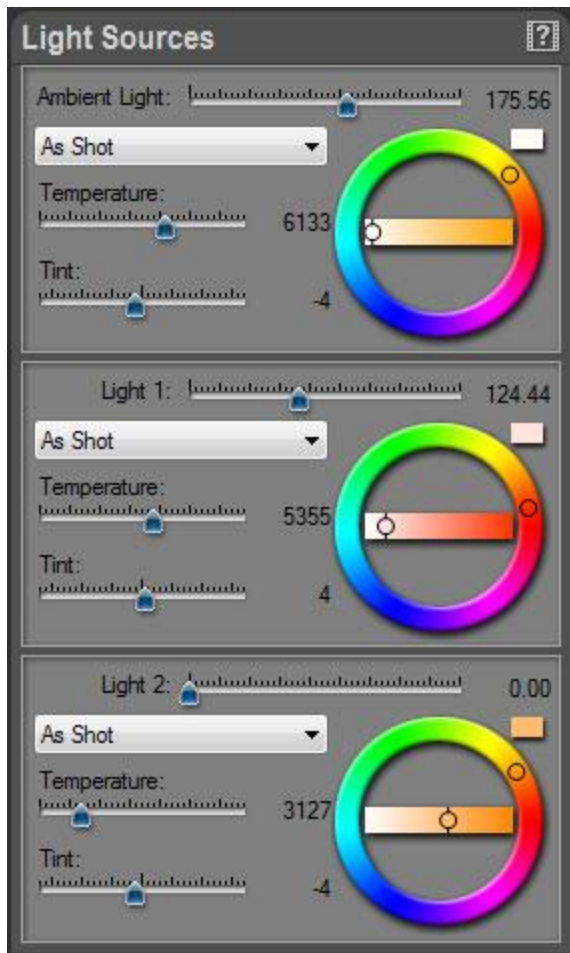 Light Sources ?
Ambient Light: 175.56
As Shot
Temperature:
6133
Tint:
-4
Light 1: 124.44
As Shot
Temperature:
5355
Tint:
4
Light 2: 0.00
As Shot
Temperature:
3127
Tint:
-4